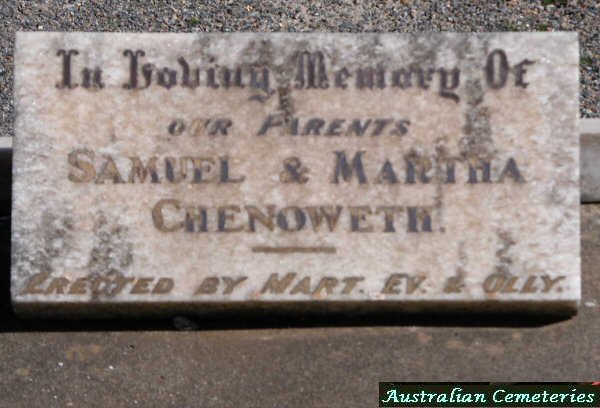 In Loving Memory Of
OUR PARENTS
SAMUEL & MARTHA
CHENOWETH.
ERECTED BY MART. EV. & OLLY.
Australian Cemeteries